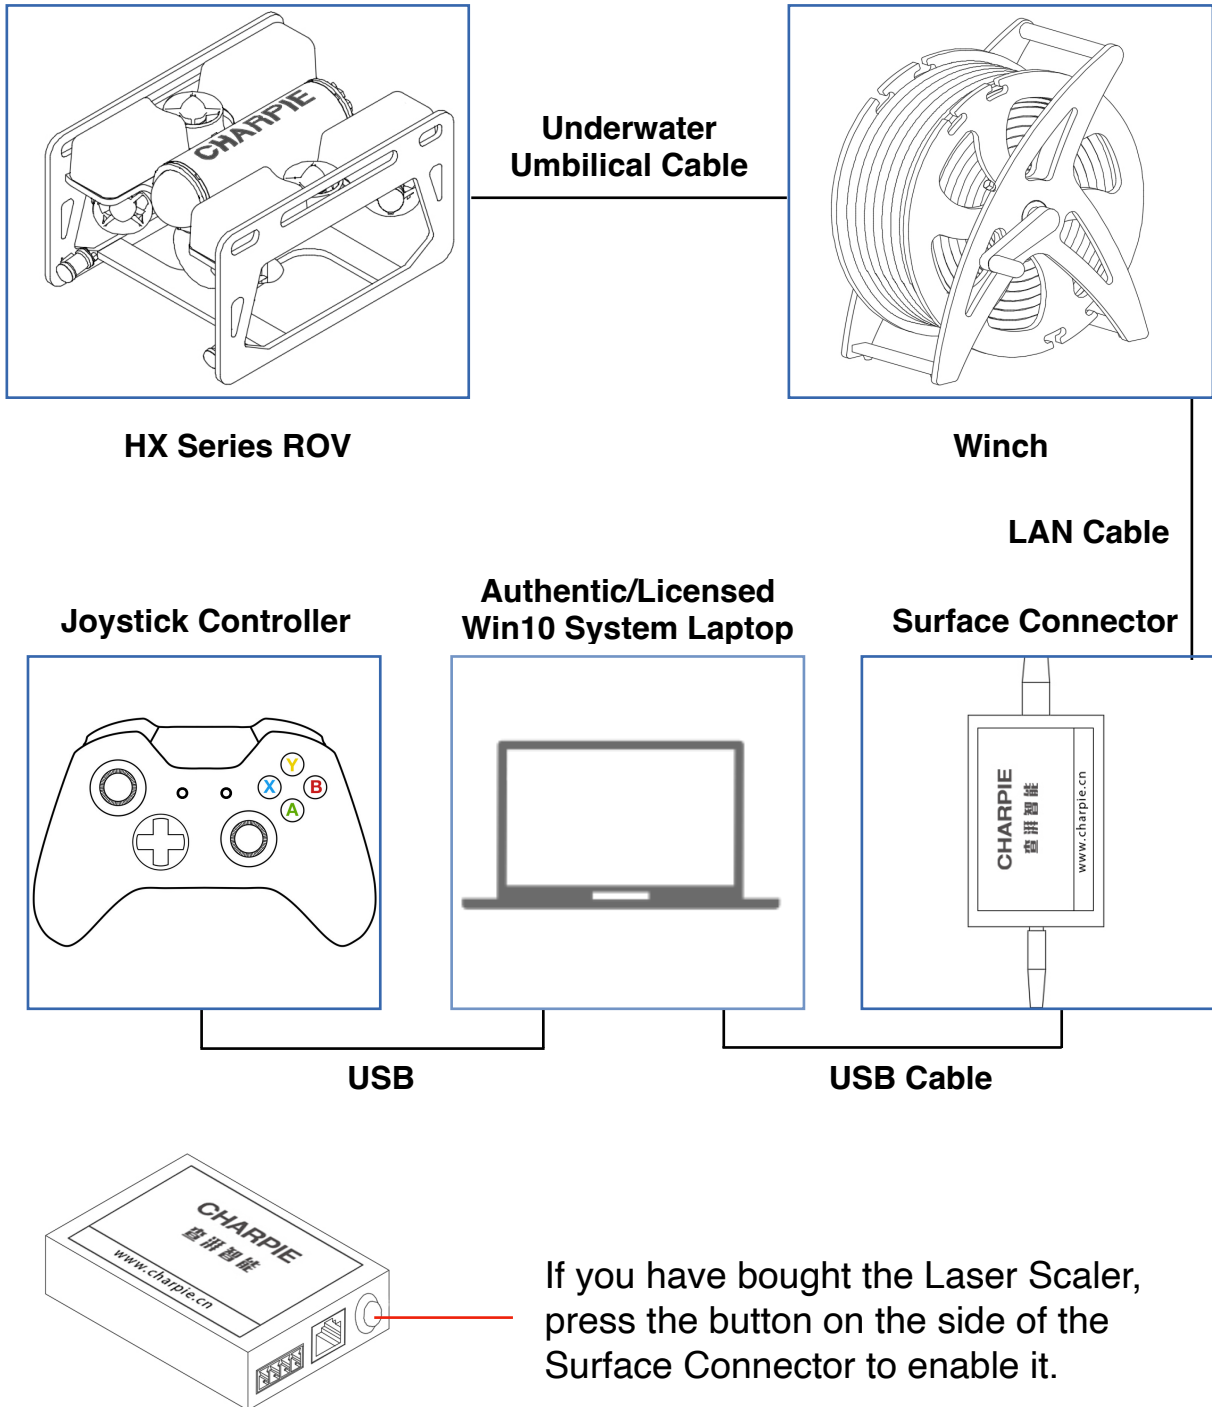 CHARPIE
Underwater
Umbilical Cable
HX Series ROV
Winch
LAN Cable
Joystick Controller
Authentic/Licensed
Win10 System Laptop
Surface Connector
Y
X
B
A
CHARPIE
查湃智能
www.charpie.cn
USB
USB Cable
CHARPIE
查湃智能
www.charpie.cn
If you have bought the Laser Scaler,
press the button on the side of the
Surface Connector to enable it.